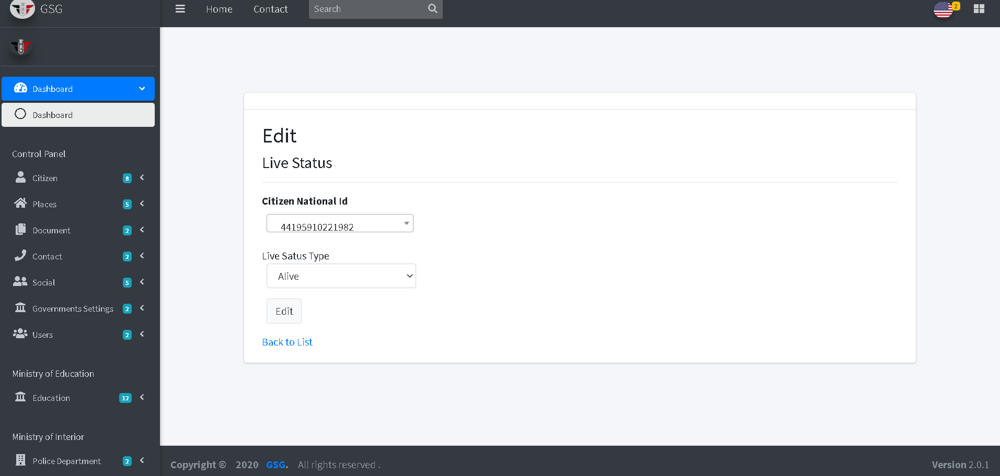 GSG
Home Contact Search 2
Dashboard
Dashboard
Control Panel
Citizen 8
Places 5
Document 2
Contact 2
Social 5
Governments Settings 2
Users 2
Ministry of Education
Education 12
Ministry of Interior
Police Department 2
Edit
Live Status
Citizen National Id
44195910221982
Live Satus Type
Alive
Edit
Back to List
Copyright © 2020 GSG. All rights reserved .
Version 2.0.1